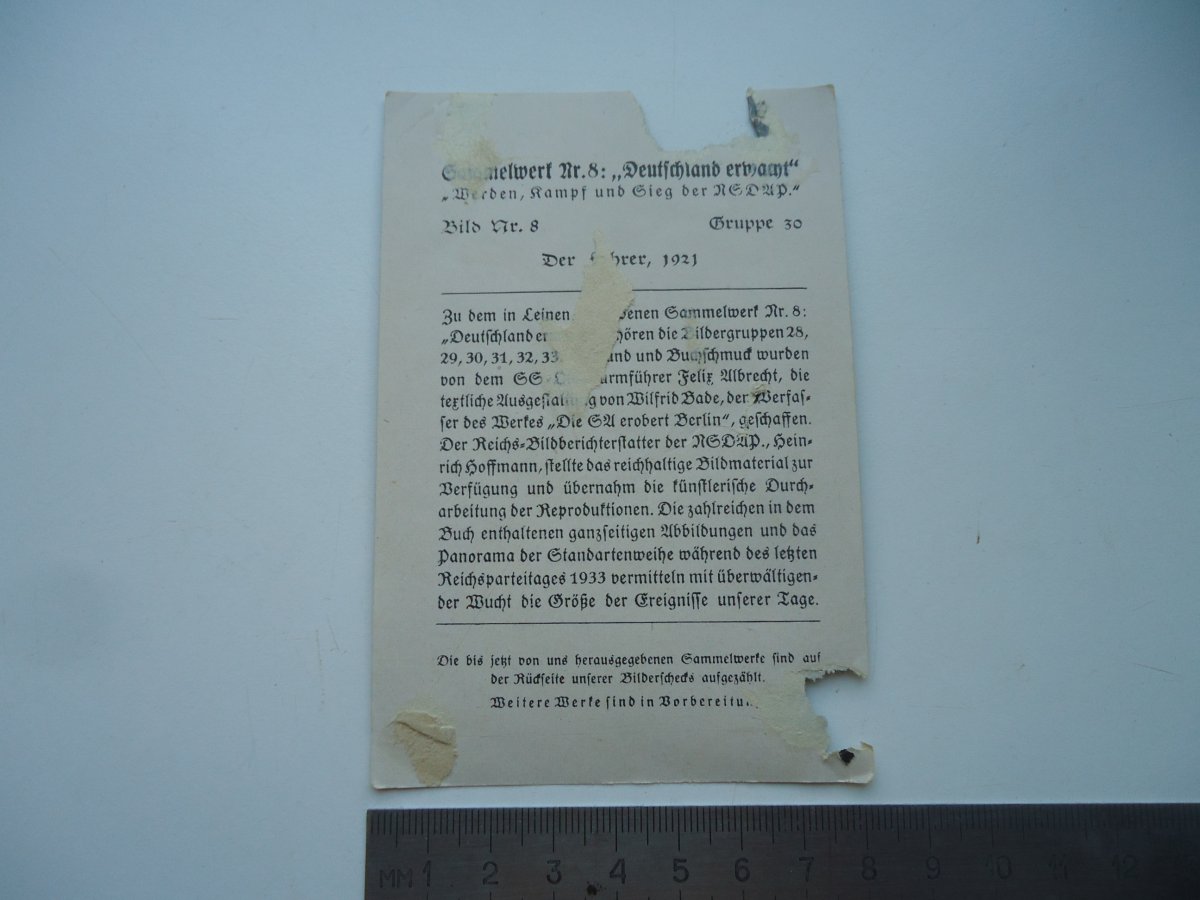 Sammelwerk Nr. 8: „Deutschland erwacht“
„Werden, Kampf und Sieg der NSDAP.“
Bild Nr. 8 Gruppe 30
Der Führer, 1921
Zu dem in Leinen Sammelwerk Nr. 8:
„Deutschland die Bildergruppen 28,
29, 30, 31, 32, 33 und Buchschmuck wurden
von dem SS Felix Albrecht, die
textliche Ausgestaltung von Wilfrid Bade, der Verfas-
ser des Werkes „Die SA erobert Berlin“, geschaffen.
Der Reichs-Bildberichterstatter der NSDAP., Hein-
rich Hoffmann, stellte das reichhaltige Bildmaterial zur
Verfügung und übernahm die künstlerische Durch-
arbeitung der Reproduktionen. Die zahlreichen in dem
Buch enthaltenen ganzseitigen Abbildungen und das
Panorama der Standartenweihe während des letzten
Reichsparteitages 1933 vermitteln mit überwältigen-
der Wucht die Größe der Ereignisse unserer Tage.
Die bis jetzt von uns herausgegebenen Sammelwerke sind auf
der Rückseite unserer Bilderschecks aufgezählt.
Weitere Werke sind in Vorbereitung
MM 1 2 3 4 5 6 7 8 9 10 11 12